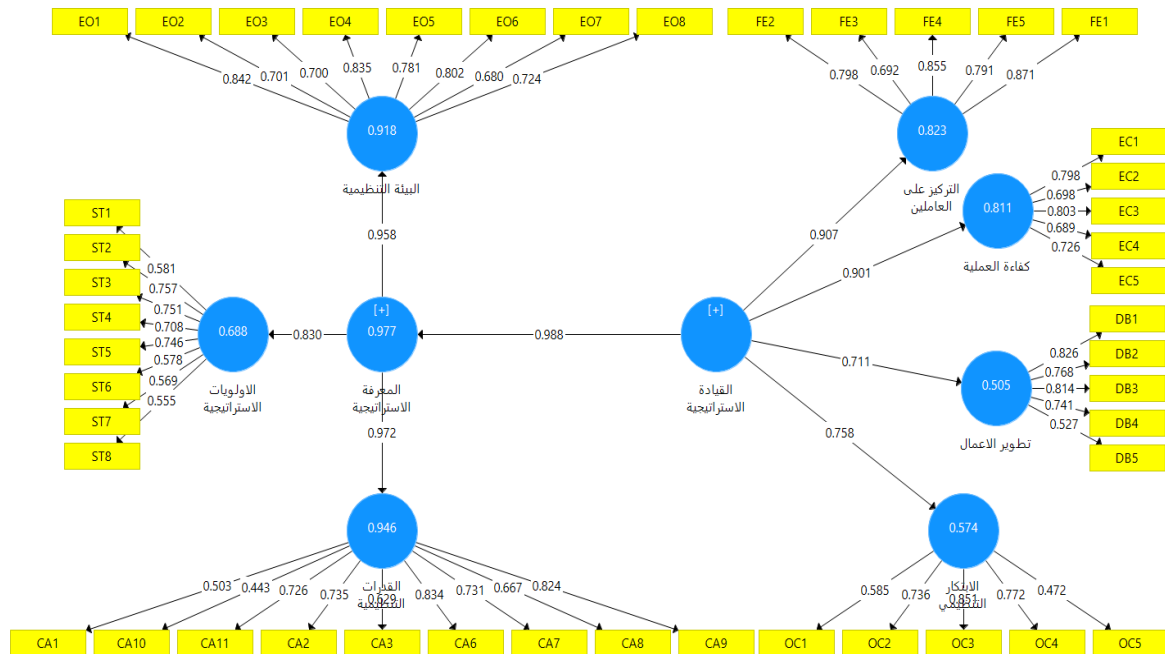 EO1 EO2 EO3 EO4 EO5 EO6 EO7 EO8 FE2 FE3 FE4 FE5 FE1
0.842 0.701 0.700 0.835 0.781 0.802 0.680 0.724
0.798 0.692 0.855 0.791 0.871
0.918
البيئة التنظيمية
0.823
التركيز على
العاملين
EC1
EC2
EC3
EC4
EC5
0.798
0.698
0.803
0.689
0.726
0.811
كفاءة العملية
ST1
ST2
ST3
ST4
ST5
ST6
ST7
ST8
0.581
0.757
0.751
0.708
0.746
0.578
0.569
0.555
0.688
الاولويات
الاستراتيجية
0.958
0.830
[+]
0.977
المعرفة
الاستراتيجية
0.972
0.988
[+]
القيادة
الاستراتيجية
0.907
0.901
0.711
0.758
DB1
DB2
DB3
DB4
DB5
0.826
0.768
0.814
0.741
0.527
0.505
تطوير الاعمال
0.946
القدرات
التنظيمية
0.503 0.443 0.726 0.735 0.629 0.834 0.731 0.667 0.824
CA1 CA10 CA11 CA2 CA3 CA6 CA7 CA8 CA9
0.574
الابتكار
التنظيمي
0.585 0.736 0.851 0.772 0.472
OC1 OC2 OC3 OC4 OC5